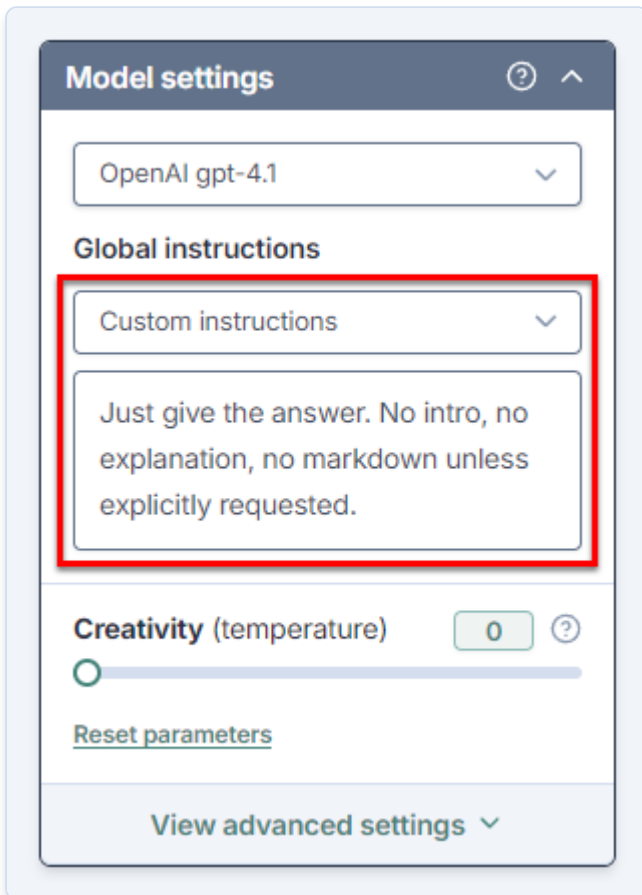 Model settings
OpenAI gpt-4.1
Global instructions
Custom instructions
Just give the answer. No intro, no
explanation, no markdown unless
explicitly requested.
Creativity (temperature) 0
Reset parameters
View advanced settings